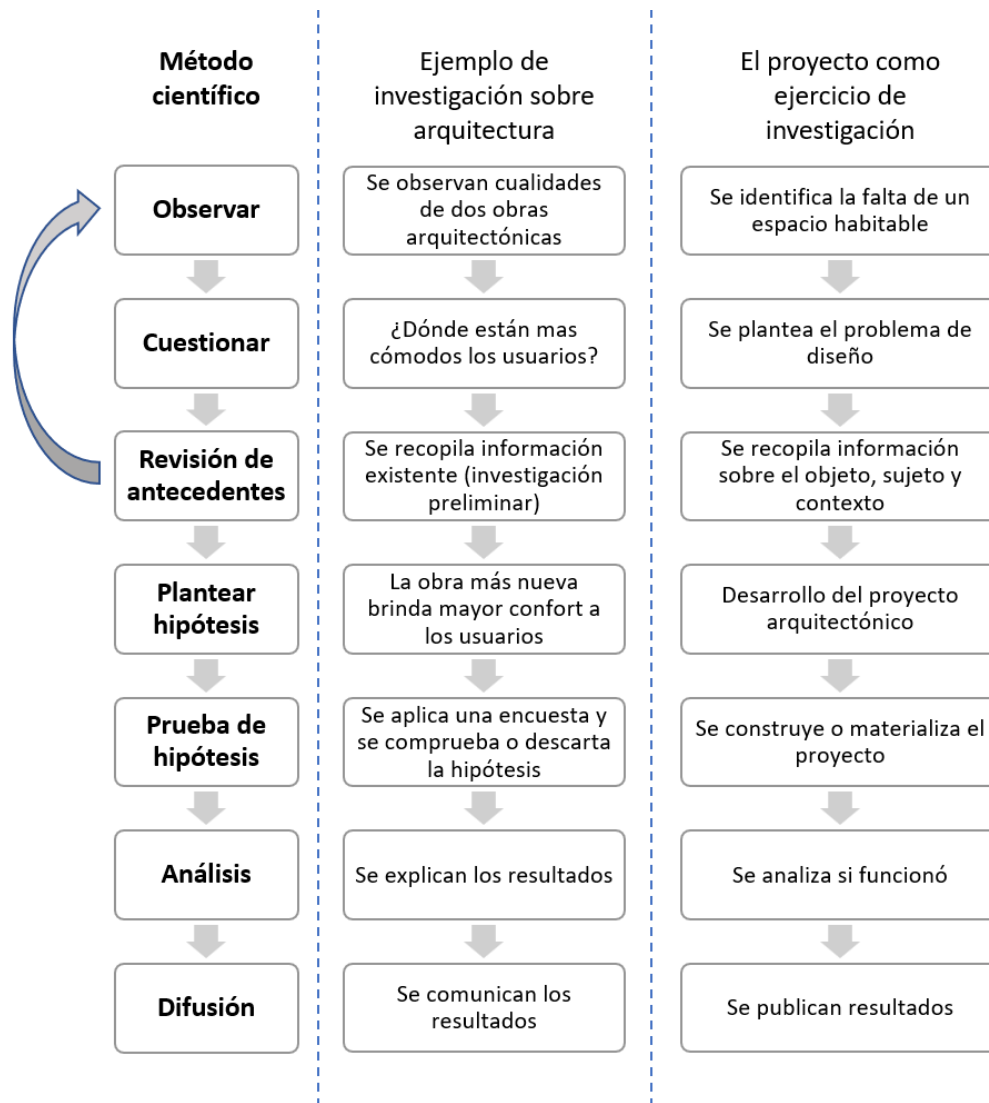 Método
científico
Ejemplo de
investigación sobre
arquitectura
El proyecto como
ejercicio de
investigación
Observar
Se observan cualidades
de dos obras
arquitectónicas
Se identifica la falta de un
espacio habitable
Cuestionar
¿Dónde están mas
cómodos los usuarios?
Se plantea el problema de
diseño
Revisión de
antecedentes
Se recopila información
existente (investigación
preliminar)
Se recopila información
sobre el objeto, sujeto y
contexto
Plantear
hipótesis
La obra más nueva
brinda mayor confort a
los usuarios
Desarrollo del proyecto
arquitectónico
Prueba de
hipótesis
Se aplica una encuesta y
se comprueba o descarta
la hipótesis
Se construye o materializa el
proyecto
Análisis
Se explican los resultados
Se analiza si funcionó
Difusión
Se comunican los
resultados
Se publican resultados